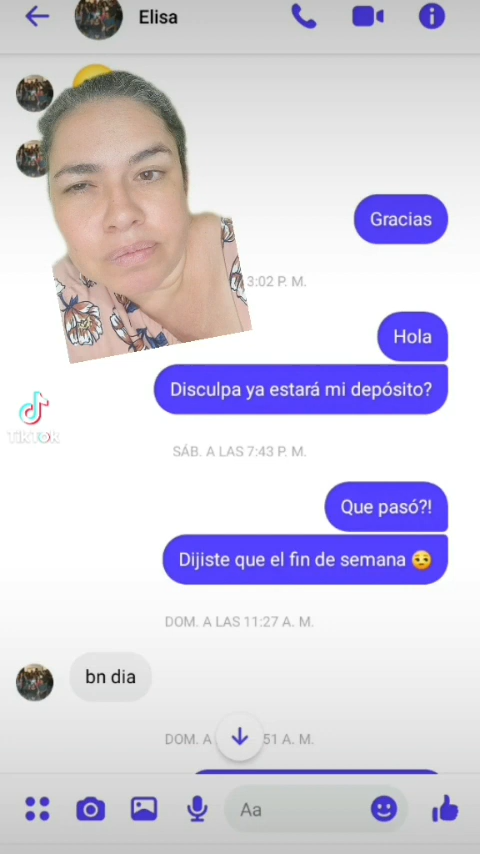 Elisa
Gracias
3:02 P. M.
Hola
Disculpa ya estará mi depósito?
SÁB. A LAS 7:43 P. M.
Que pasó?!
Dijiste que el fin de semana 😒
DOM. A LAS 11:27 A. M.
bn dia
DOM. A 51 A. M.
Aa
TikTok